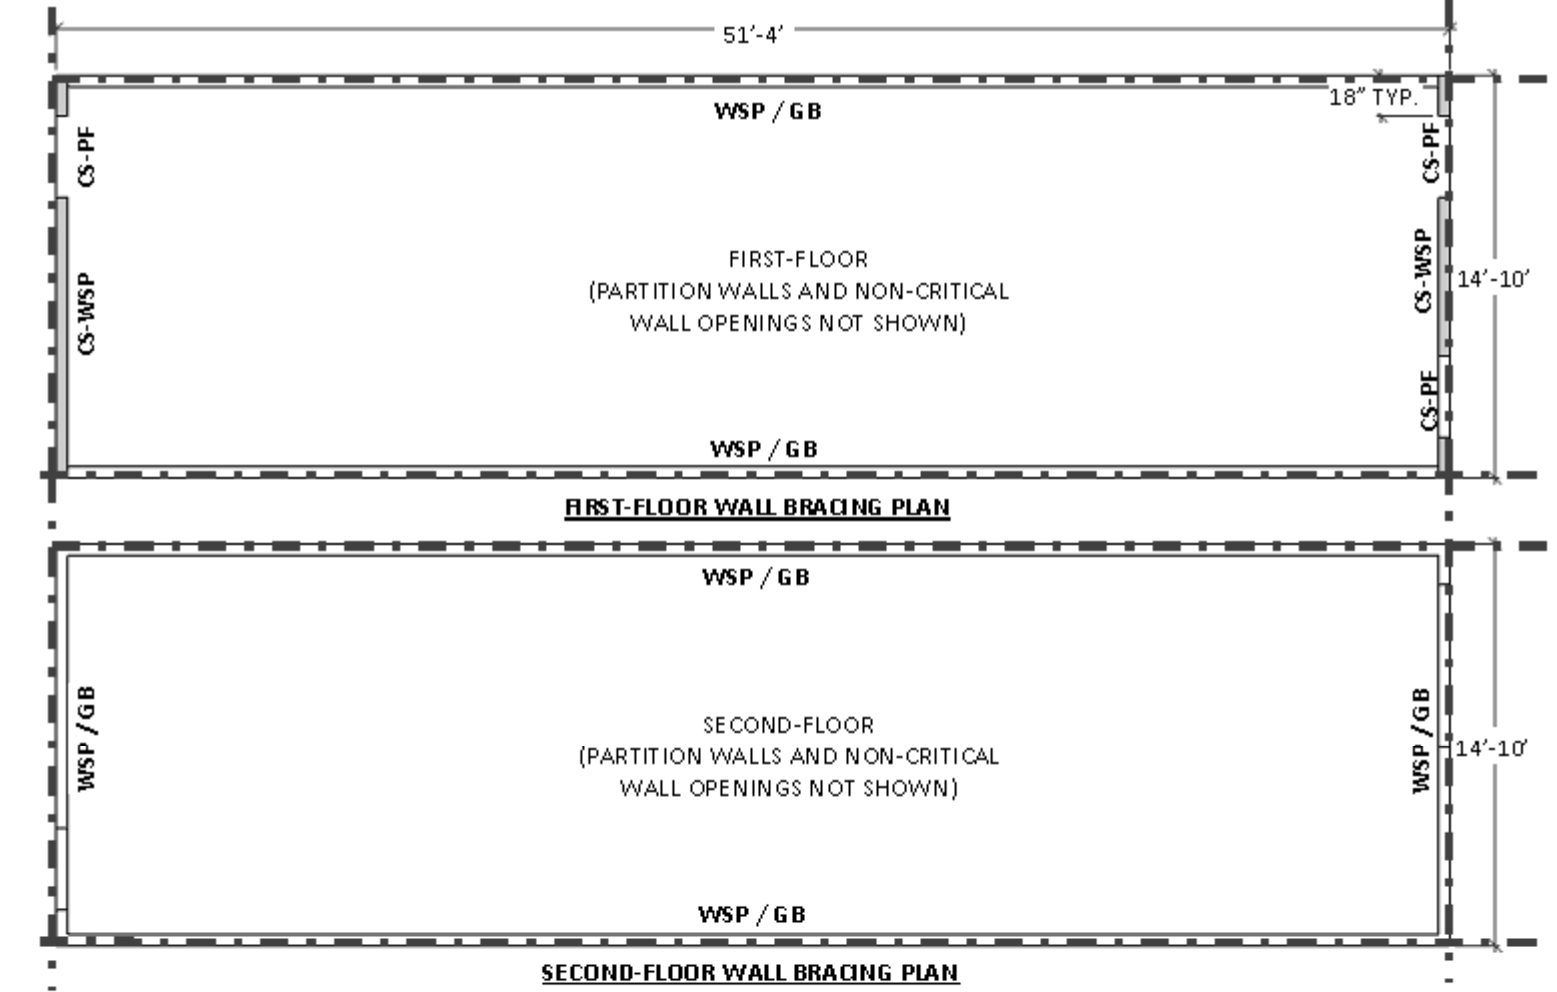 51'-4'
WSP / GB
18" TYP.
CS-PF
CS-PF
CS-WSP
CS-WSP
FIRST-FLOOR
(PARTITION WALLS AND NON-CRITICAL
WALL OPENINGS NOT SHOWN)
14'-10'
CS-PF
WSP / GB
FIRST-FLOOR WALL BRACING PLAN
WSP / GB
WSP / GB
SECOND-FLOOR
(PARTITION WALLS AND NON-CRITICAL
WALL OPENINGS NOT SHOWN)
WSP / GB
14'-10'
WSP / GB
SECOND-FLOOR WALL BRACING PLAN